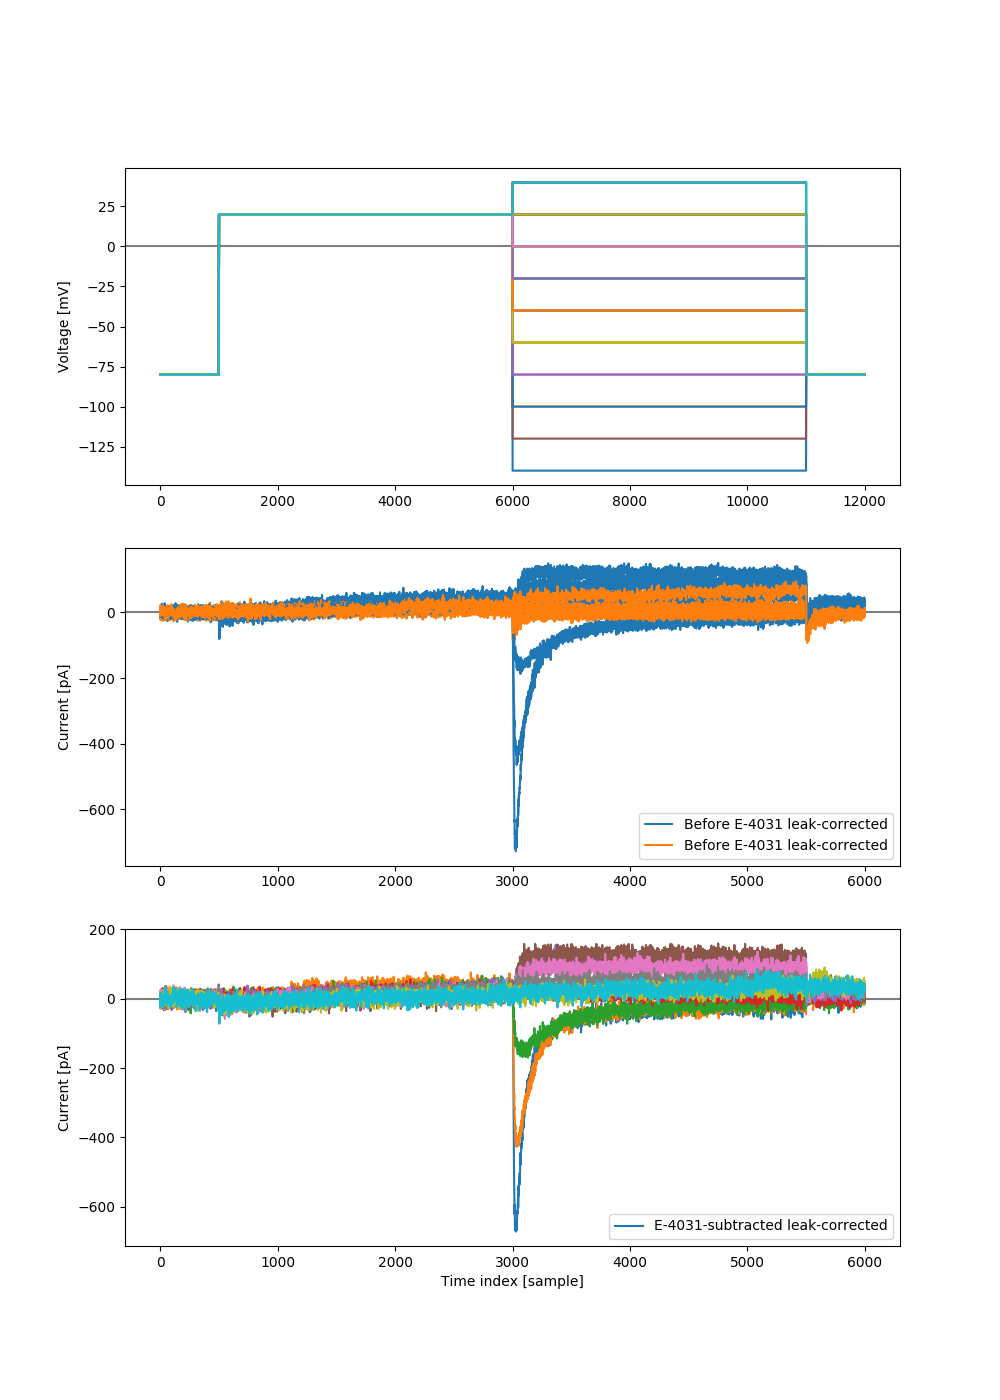 25
0
−25
−50
−75
−100
−125
Voltage [mV]
0 2000 4000 6000 8000 10000 12000
0
−200
−400
−600
Current [pA]
Before E-4031 leak-corrected
Before E-4031 leak-corrected
0 1000 2000 3000 4000 5000 6000
200
0
−200
−400
−600
Current [pA]
E-4031-subtracted leak-corrected
0 1000 2000 3000 4000 5000 6000
Time index [sample]